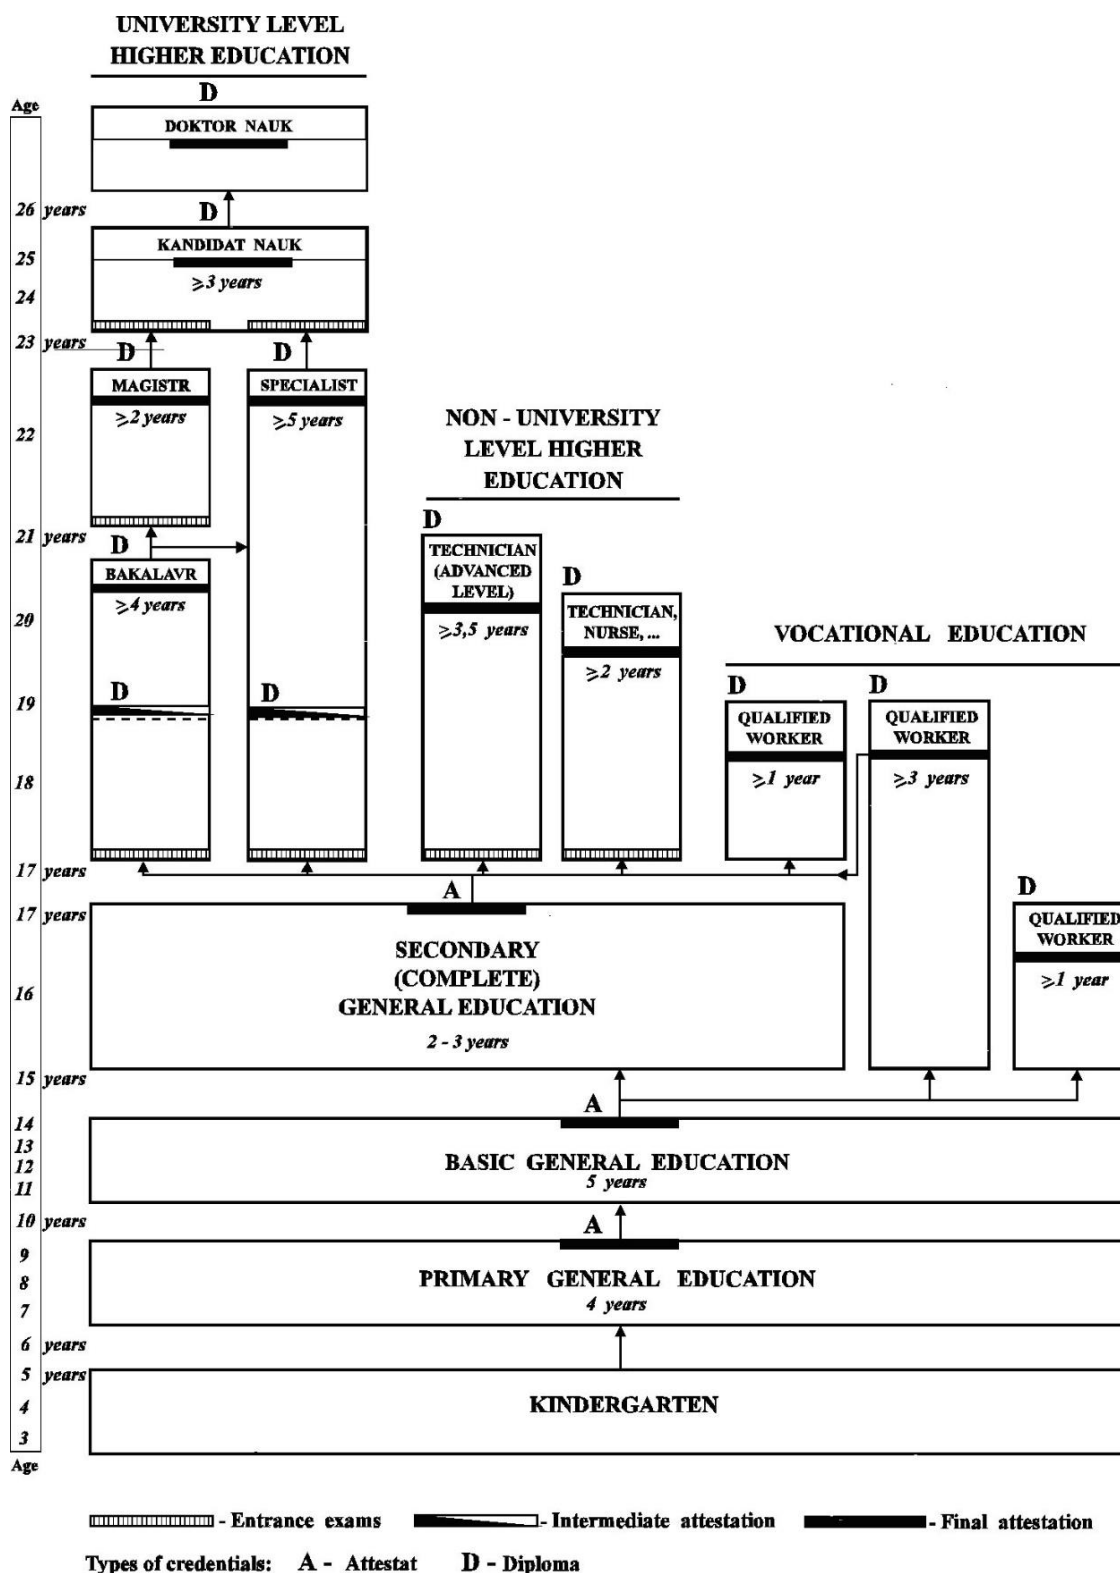 UNIVERSITY LEVEL
HIGHER EDUCATION
D
Age
DOKTOR NAUK
26 years
D
KANDIDAT NAUK
25
⩾3 years
24
23 years
D
D
MAGISTR
SPECIALIST
⩾2 years
⩾5 years
22
NON - UNIVERSITY
LEVEL HIGHER
EDUCATION
21 years
D
D
BAKALAVR
⩾4 years
TECHNICIAN
(ADVANCED
LEVEL)
⩾3,5 years
D
TECHNICIAN,
NURSE, ...
⩾2 years
20
VOCATIONAL EDUCATION
19
D
D
D
D
QUALIFIED
WORKER
⩾1 year
QUALIFIED
WORKER
⩾3 years
18
17 years
A
D
17 years
QUALIFIED
WORKER
⩾1 year
SECONDARY
(COMPLETE)
GENERAL EDUCATION
2 - 3 years
16
15 years
A
14
13
12
11
BASIC GENERAL EDUCATION
5 years
10 years
A
9
8
7
PRIMARY GENERAL EDUCATION
4 years
6 years
5 years
4
3
KINDERGARTEN
Age
- Entrance exams - Intermediate attestation - Final attestation
Types of credentials: A - Attestat D - Diploma